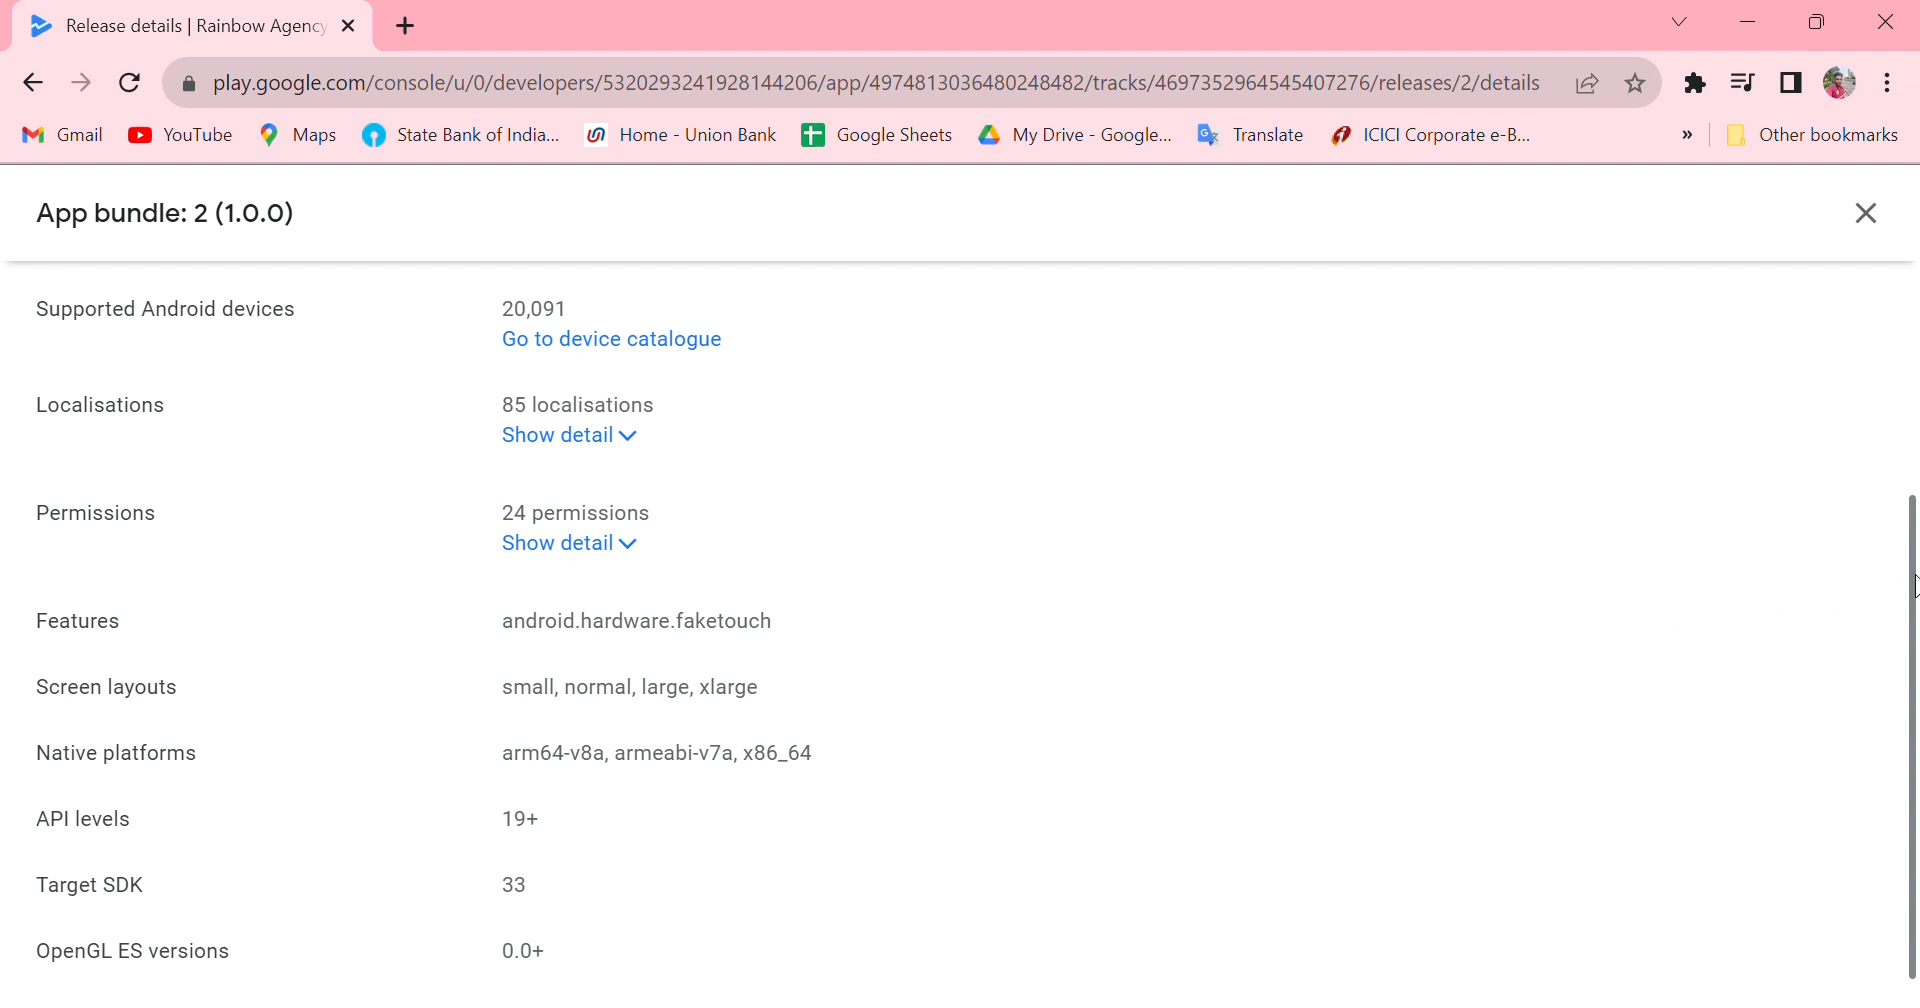 Release details | Rainbow Agency
play.google.com/console/u/0/developers/5320293241928144206/app/4974813036480248482/tracks/4697352964545407276/releases/2/details
Gmail YouTube Maps State Bank of India... Home - Union Bank Google Sheets My Drive - Google... Translate ICICI Corporate e-B... » Other bookmarks
App bundle: 2 (1.0.0)
Supported Android devices 20,091
Go to device catalogue
Localisations 85 localisations
Show detail
Permissions 24 permissions
Show detail
Features android.hardware.faketouch
Screen layouts small, normal, large, xlarge
Native platforms arm64-v8a, armeabi-v7a, x86_64
API levels 19+
Target SDK 33
OpenGL ES versions 0.0+